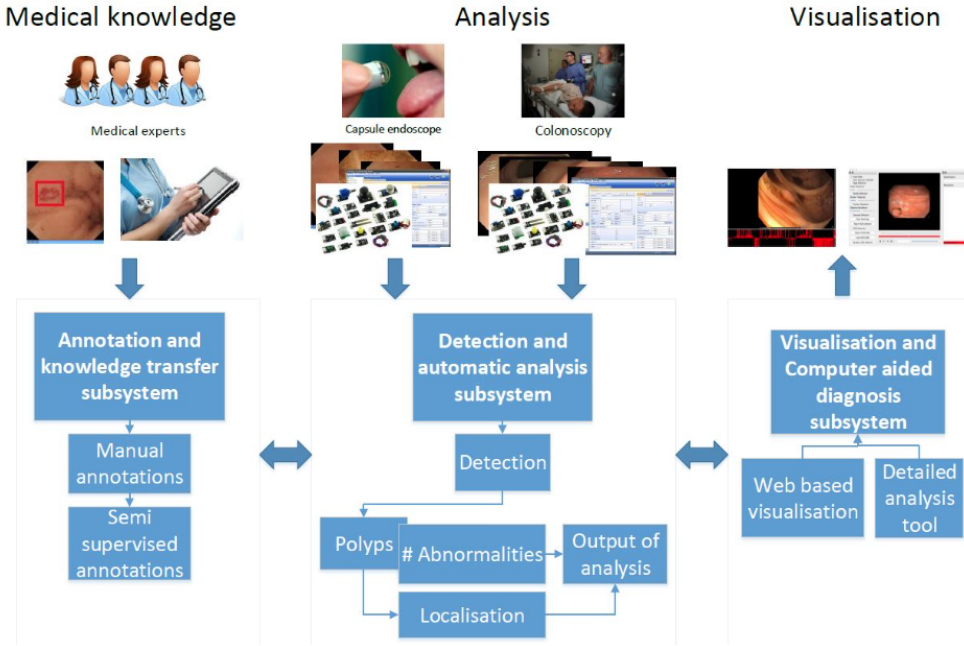 Medical knowledge
Analysis
Visualisation
Medical experts
Capsule endoscope
Colonoscopy
Annotation and
knowledge transfer
subsystem
Manual
annotations
Semi
supervised
annotations
Detection and
automatic analysis
subsystem
Detection
Polyps
# Abnormalities
Output of
analysis
Localisation
Visualisation and
Computer aided
diagnosis
subsystem
Web based
visualisation
Detailed
analysis
tool